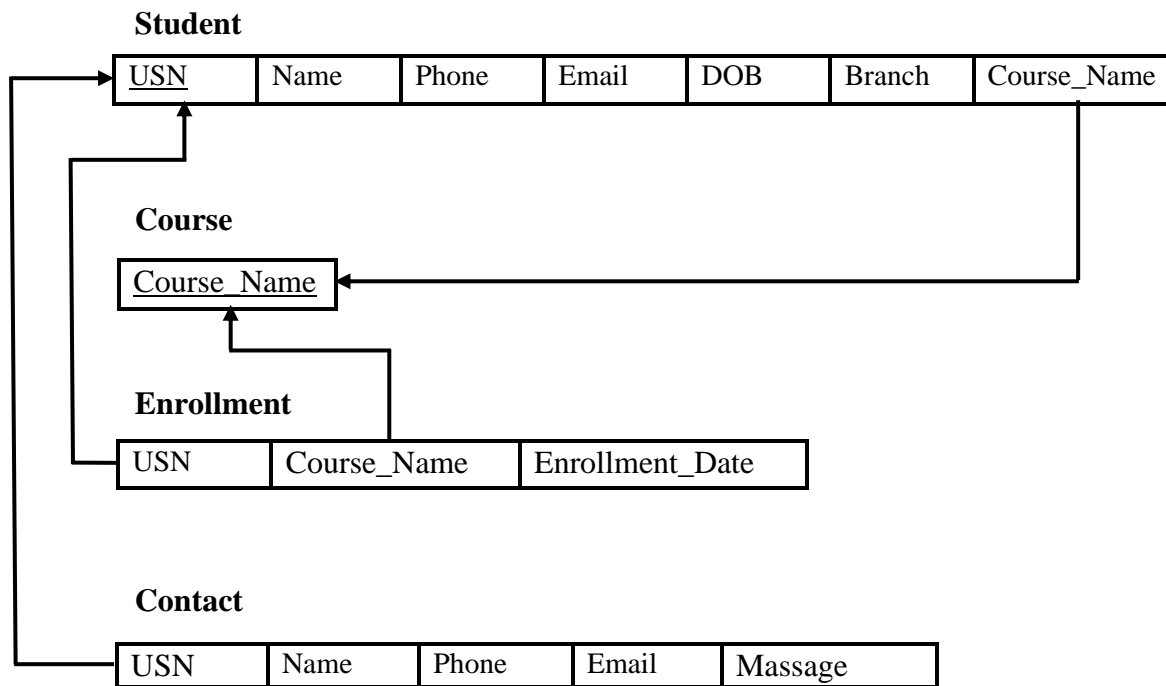 Student
USN Name Phone Email DOB Branch Course_Name
Course
Course_Name
Enrollment
USN Course_Name Enrollment_Date
Contact
USN Name Phone Email Massage